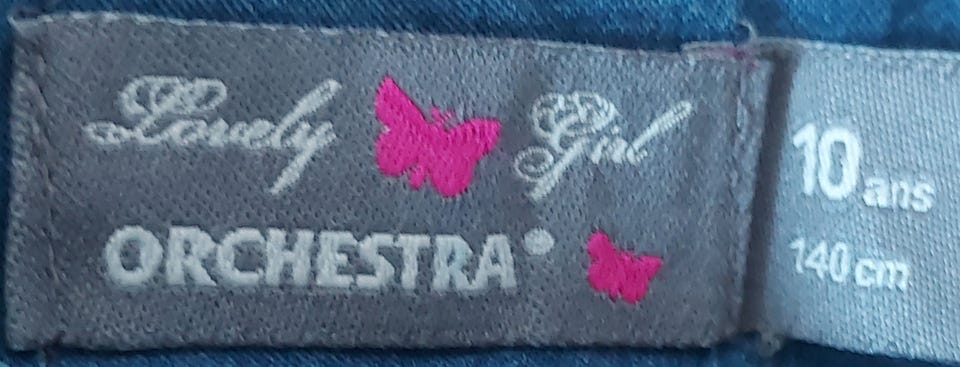 Lovely Girl
ORCHESTRA
10 ans
140 cm